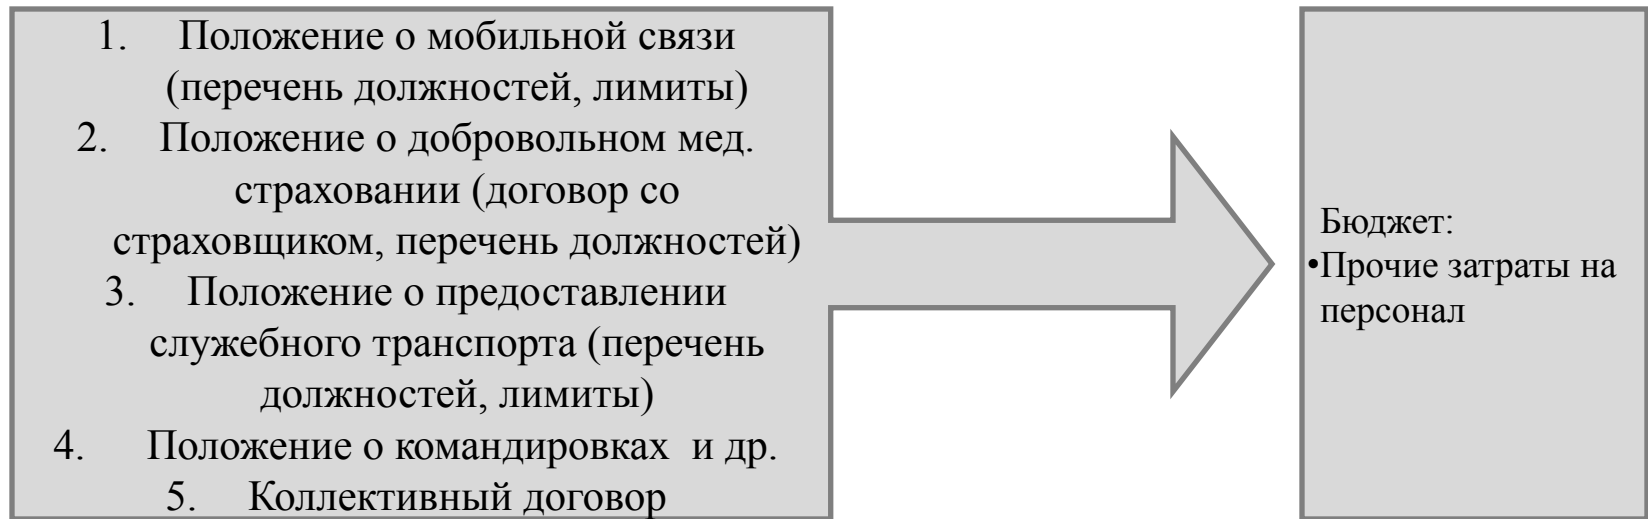 1. Положение о мобильной связи
(перечень должностей, лимиты)
2. Положение о добровольном мед.
страховании (договор со
страховщиком, перечень должностей)
3. Положение о предоставлении
служебного транспорта (перечень
должностей, лимиты)
4. Положение о командировках и др.
5. Коллективный договор
Бюджет:
•Прочие затраты на
персонал